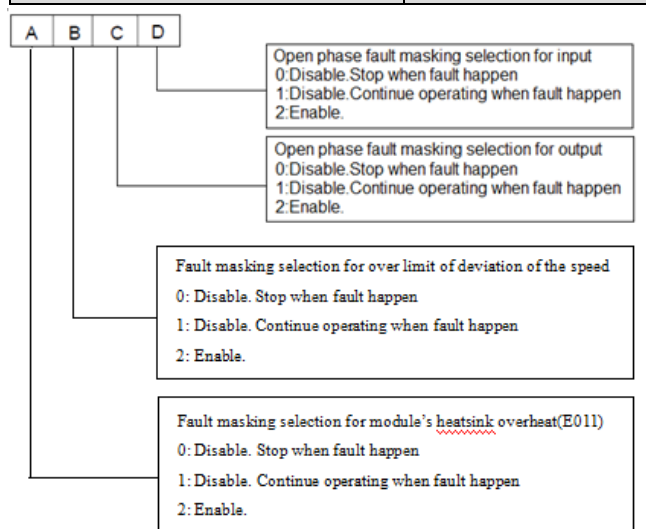 A B C D
Open phase fault masking selection for input
0:Disable.Stop when fault happen
1:Disable.Continue operating when fault happen
2:Enable.
Open phase fault masking selection for output
0:Disable.Stop when fault happen
1:Disable.Continue operating when fault happen
2:Enable.
Fault masking selection for over limit of deviation of the speed
0: Disable. Stop when fault happen
1: Disable. Continue operating when fault happen
2: Enable.
Fault masking selection for module’s heatsink overheat(E011)
0: Disable. Stop when fault happen
1: Disable. Continue operating when fault happen
2: Enable.